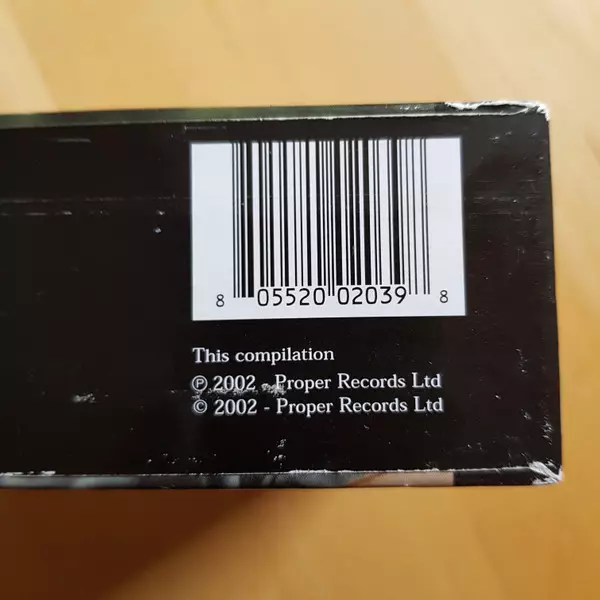 8 05520 02039 8
This compilation
℗ 2002 - Proper Records Ltd
© 2002 - Proper Records Ltd